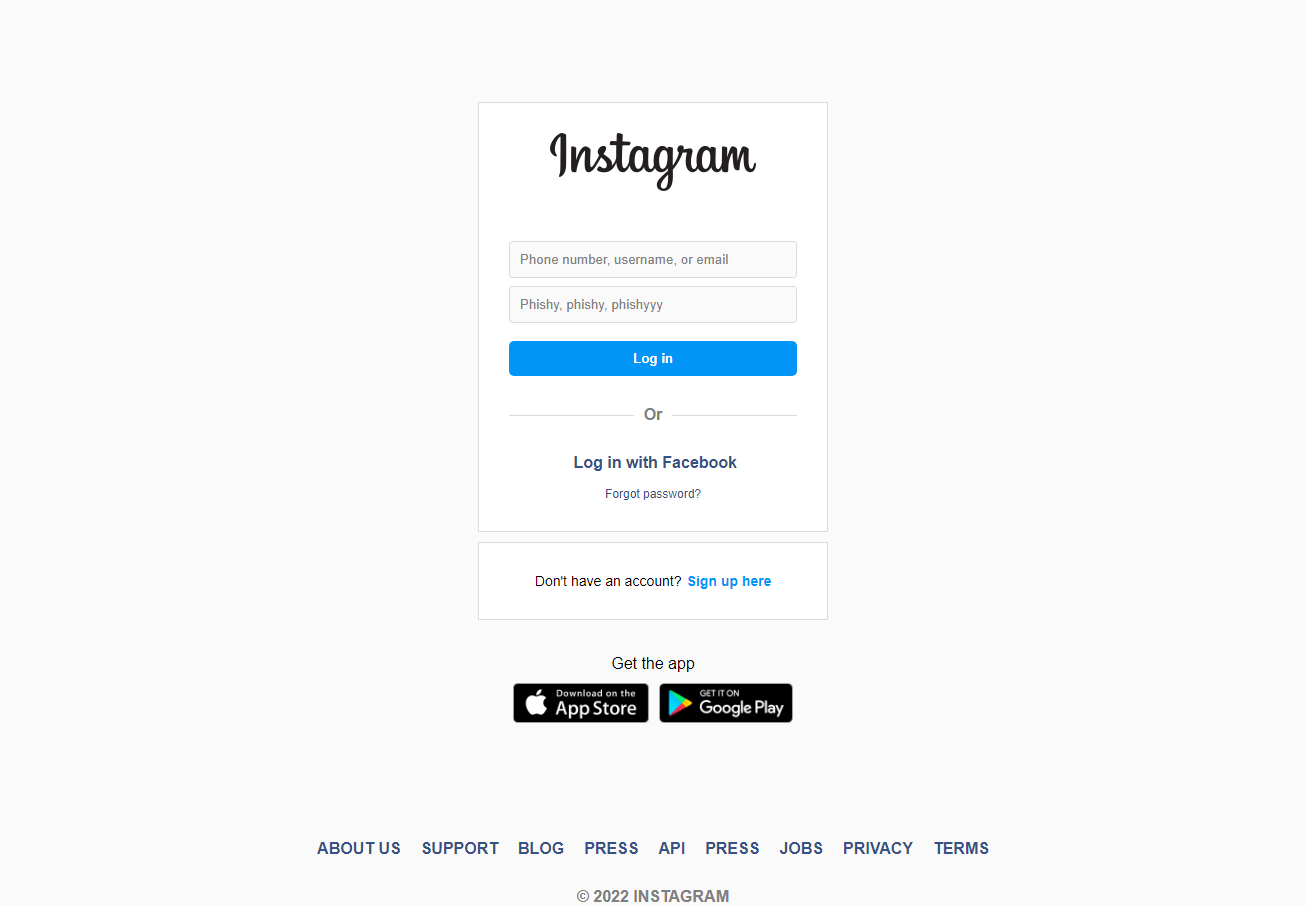 Instagram
Phone number, username, or email
Phishy, phishy, phishyyy
Log in
Or
Log in with Facebook
Forgot password?
Don't have an account? Sign up here
Get the app
Download on the App Store
GET IT ON Google Play
ABOUT US SUPPORT BLOG PRESS API PRESS JOBS PRIVACY TERMS
© 2022 INSTAGRAM